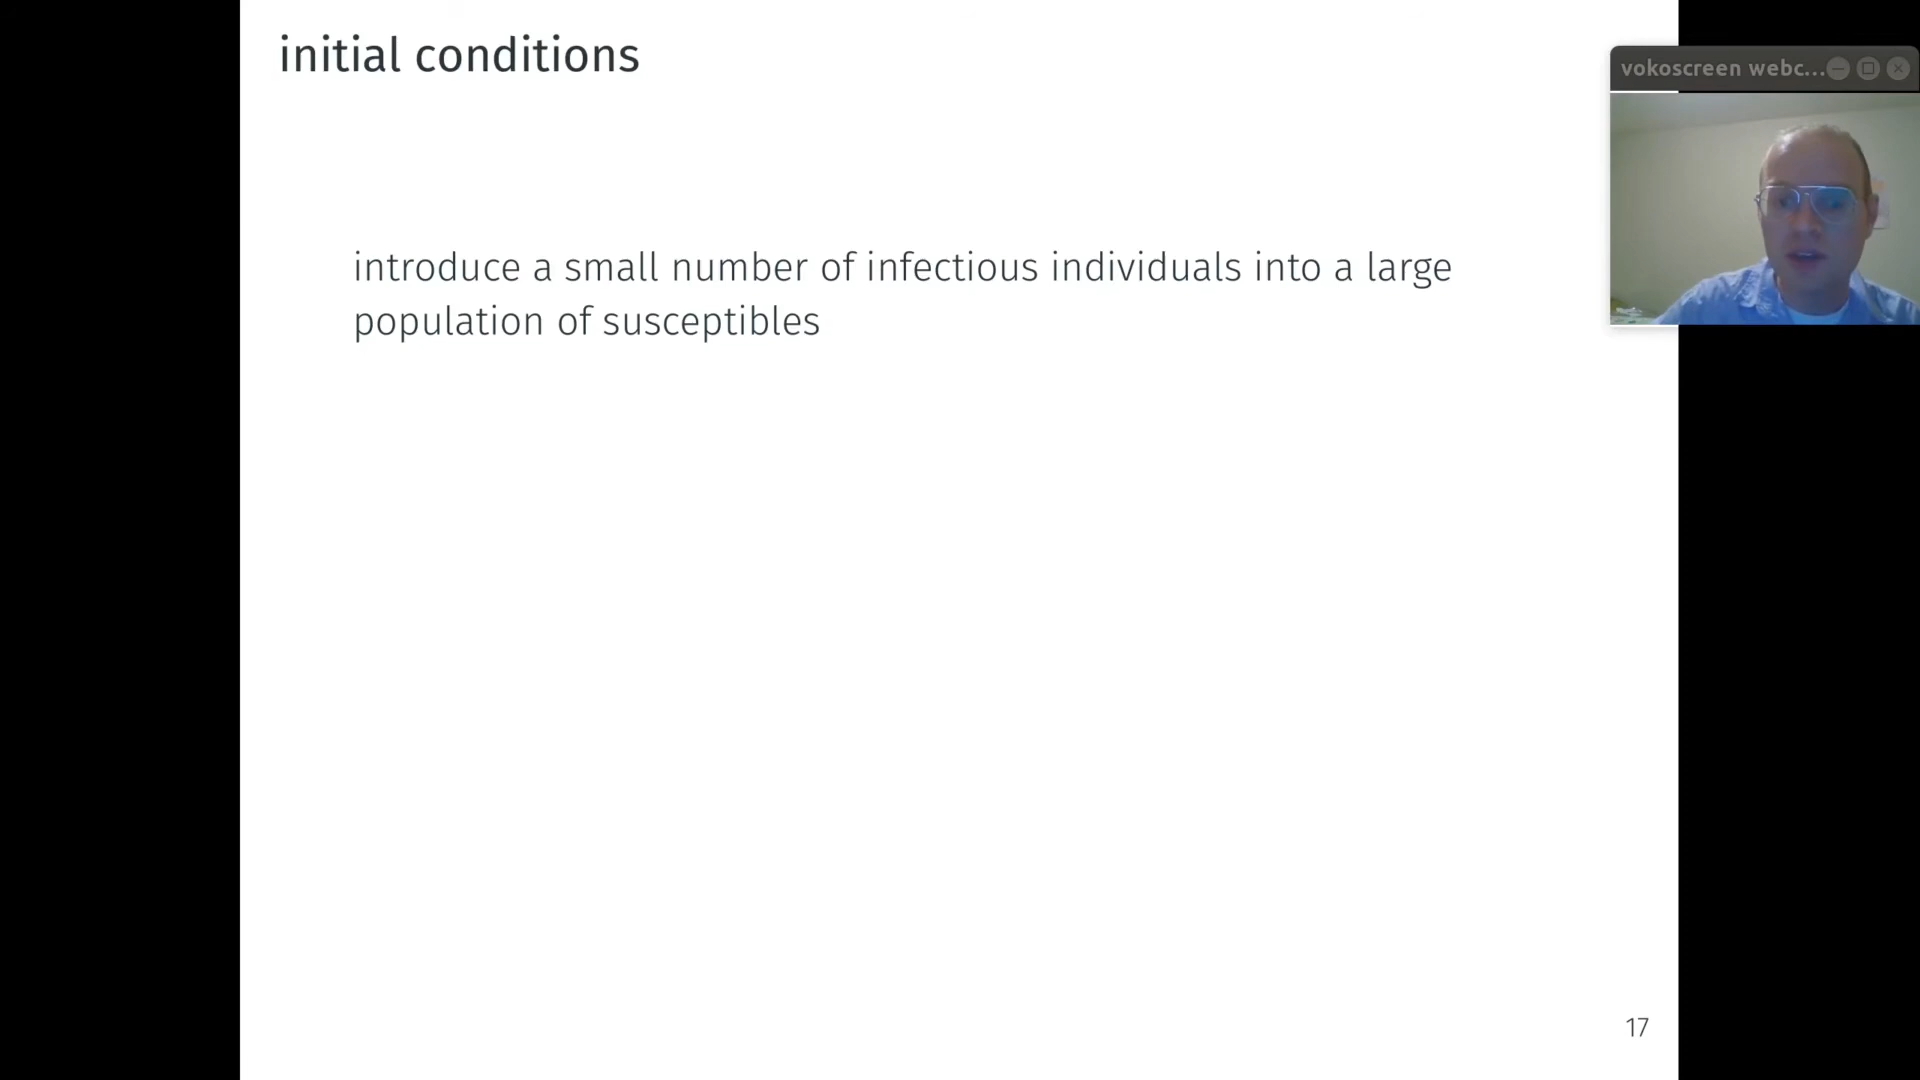 initial conditions
vokoscreen webc...
introduce a small number of infectious individuals into a large
population of susceptibles
17